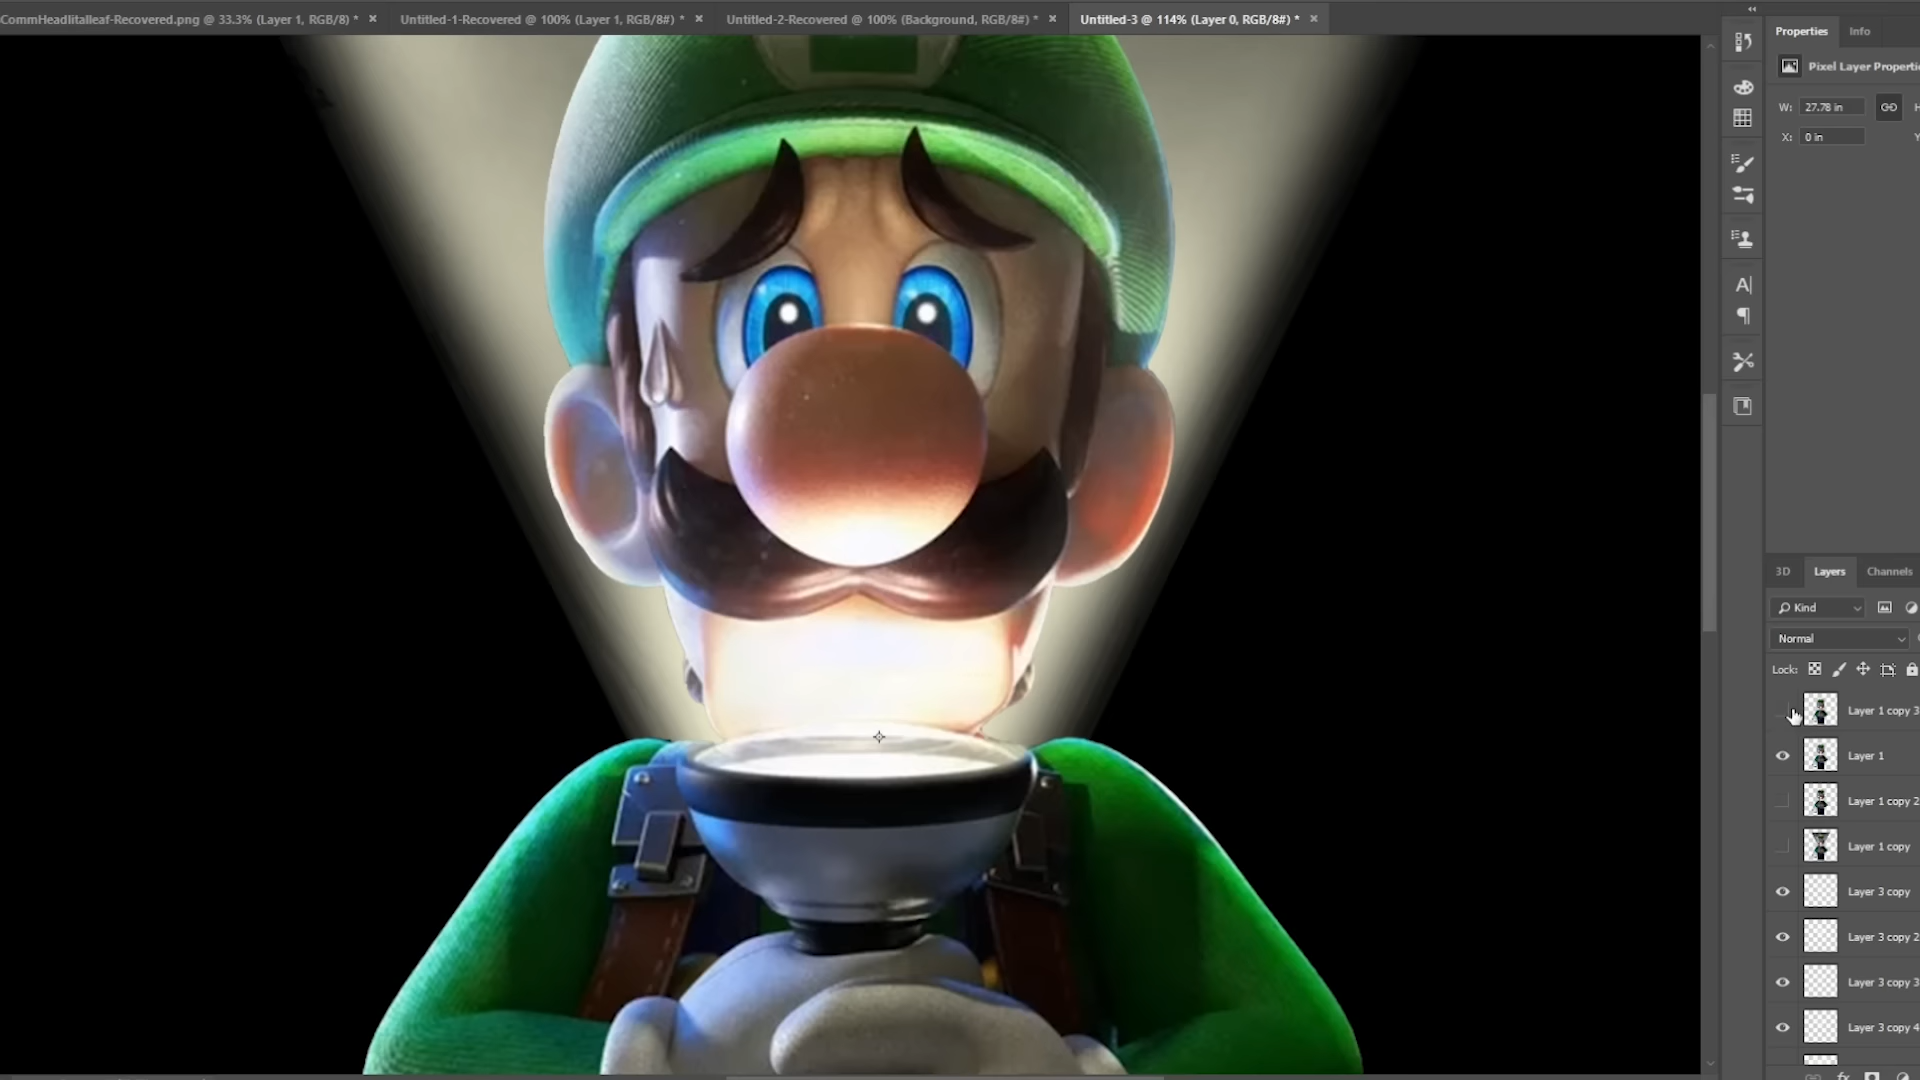 CommHeadlitalleaf-Recovered.png @ 33.3% (Layer 1, RGB/8) * ×
Untitled-1-Recovered @ 100% (Layer 1, RGB/8#) * ×
Untitled-2-Recovered @ 100% (Background, RGB/8#) * ×
Untitled-3 @ 114% (Layer 0, RGB/8#) * ×
Properties Info
Pixel Layer Properti
W: 27.78 in H
X: 0 in Y
3D Layers Channels
Kind
Normal
Lock:
Layer 1 copy 3
Layer 1
Layer 1 copy 2
Layer 1 copy
Layer 3 copy
Layer 3 copy 2
Layer 3 copy 3
Layer 3 copy 4
fx